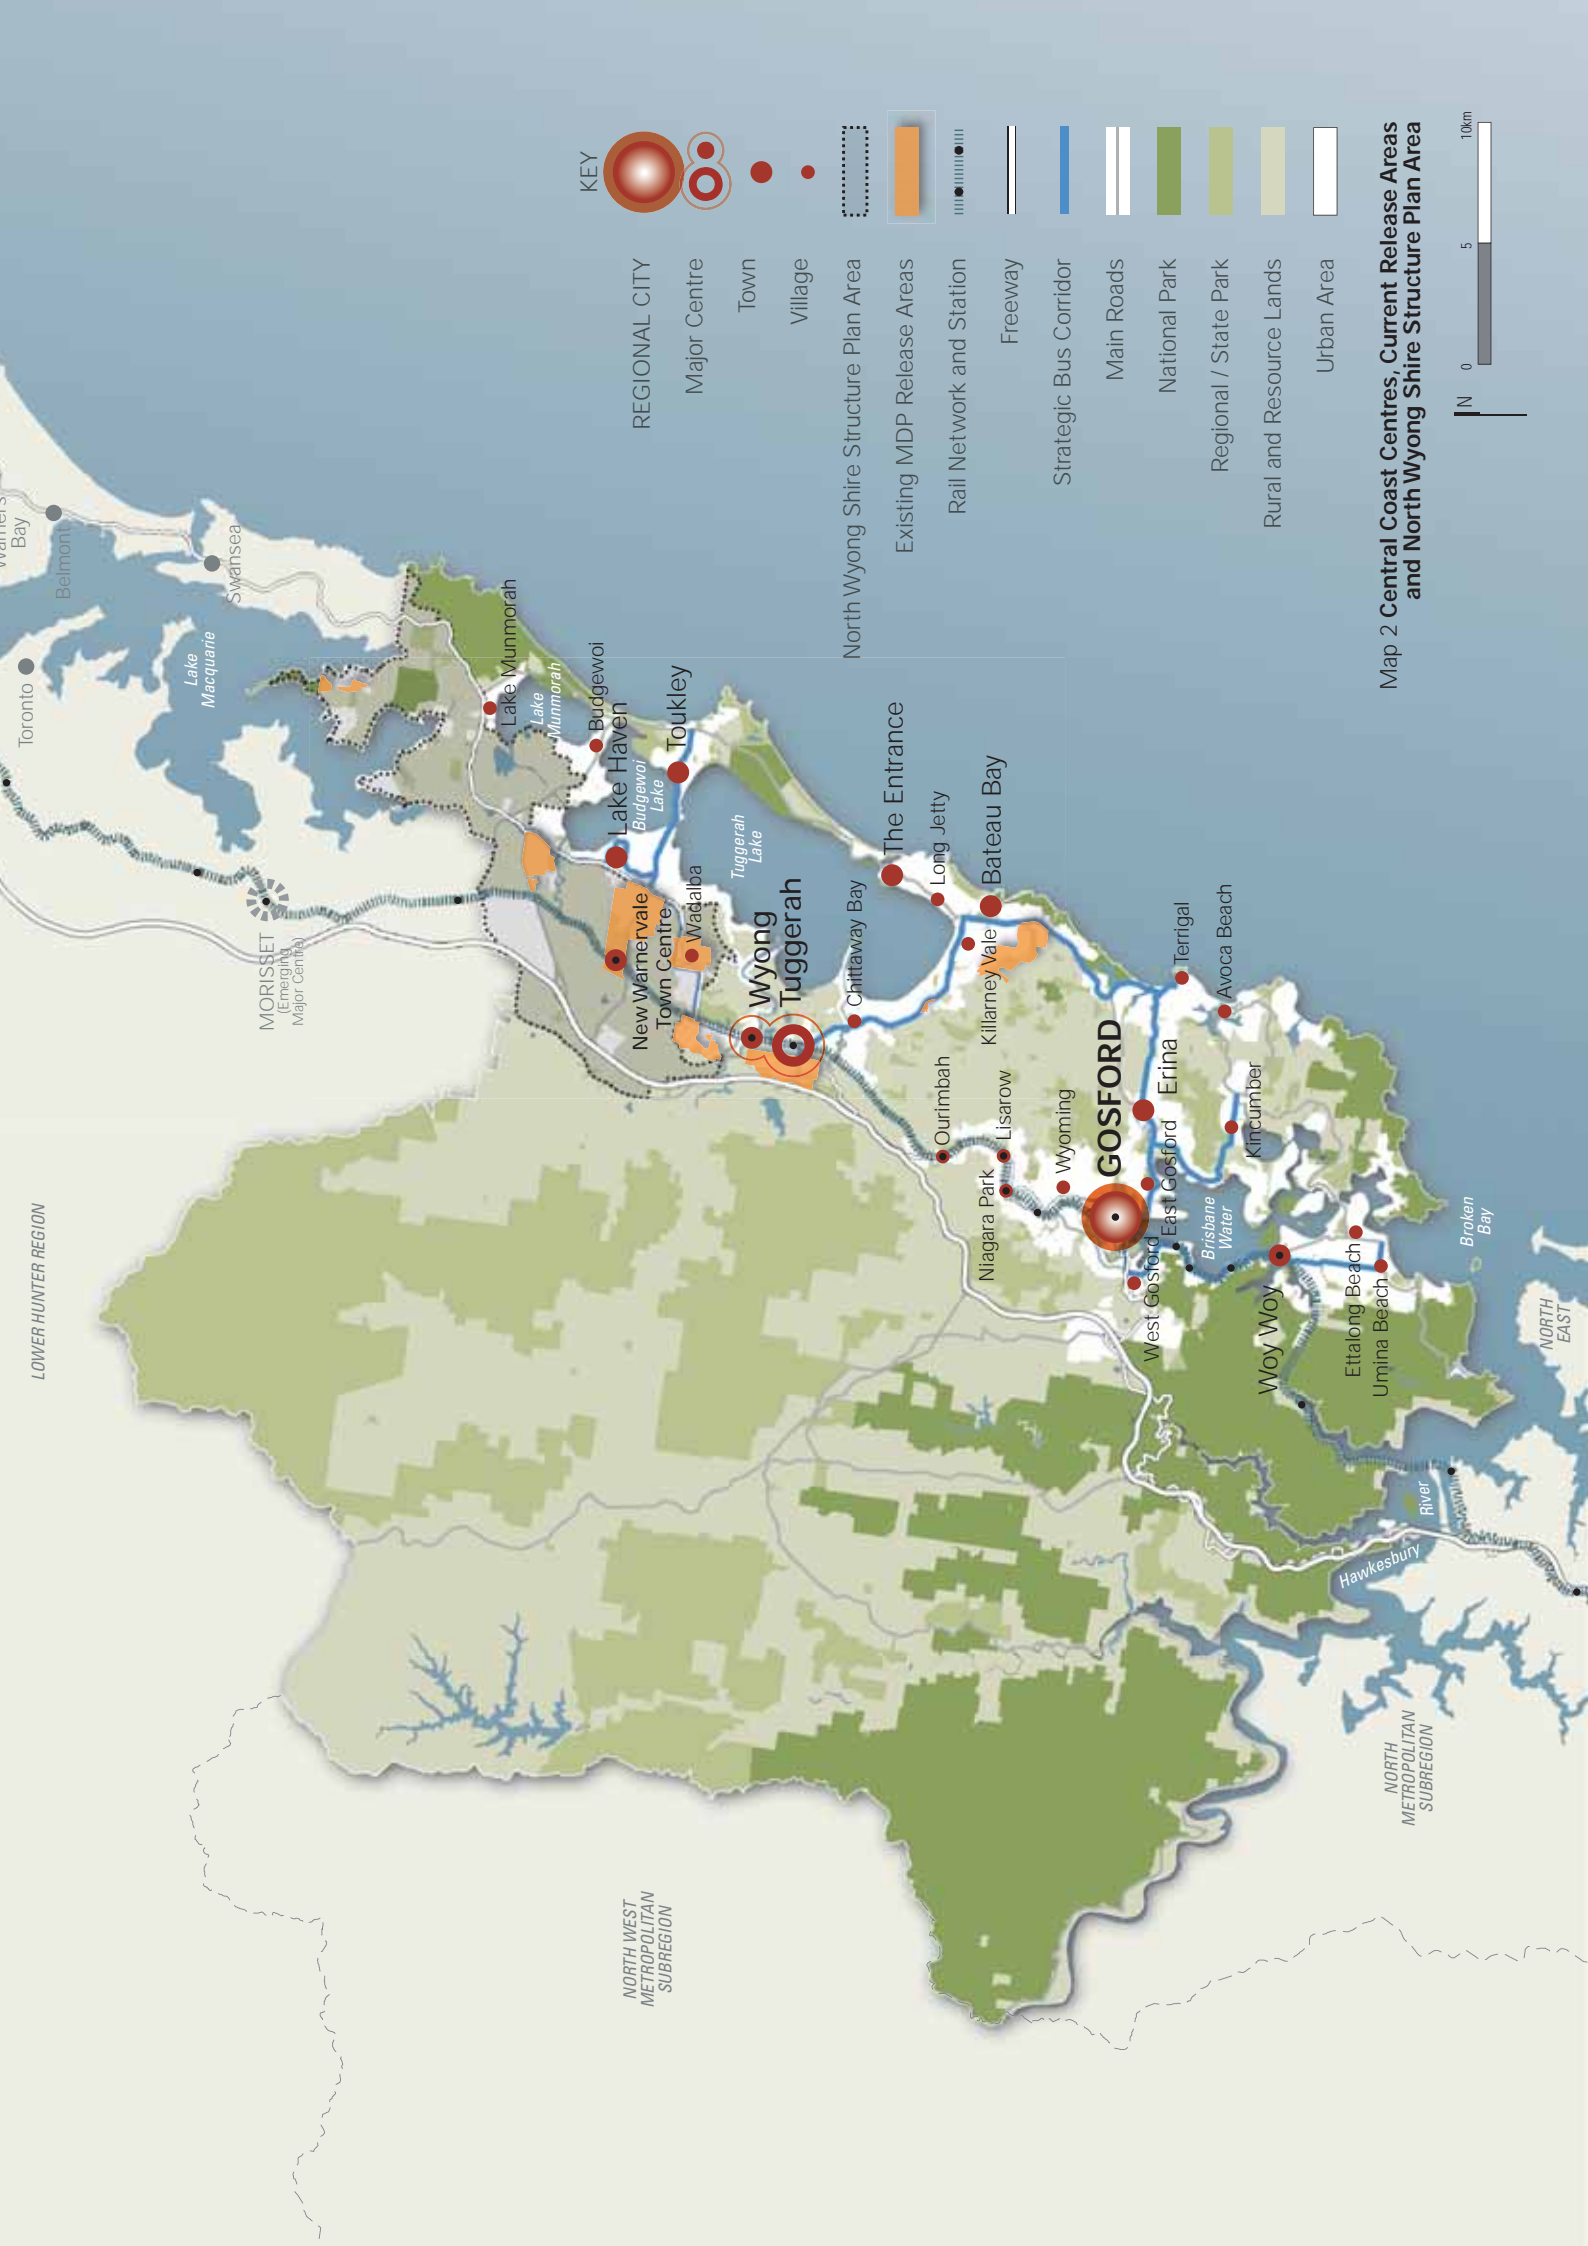 LOWER HUNTER REGION
Toronto
Bay
Belmont
Swansea
Lake
Macquarie
MORISSET
(Emerging
Major Centre)
Lake Munmorah
Lake
Munmorah
Budgewoi
Lake Haven
Budgewoi
Lake
Toukley
New Warnervale
Town Centre
Wadalba
Tuggerah
Lake
Wyong
Tuggerah
Chittaway Bay
The Entrance
Long Jetty
Bateau Bay
Killarney Vale
Ourimbah
Lisarow
Niagara Park
Wyoming
GOSFORD
Erina
East Gosford
West Gosford
Terrigal
Avoca Beach
Kincumber
Brisbane
Water
Woy Woy
Ettalong Beach
Umina Beach
Broken
Bay
NORTH
EAST
Hawkesbury
River
NORTH
METROPOLITAN
SUBREGION
NORTH WEST
METROPOLITAN
SUBREGION
KEY
REGIONAL CITY
Major Centre
Town
Village
North Wyong Shire Structure Plan Area
Existing MDP Release Areas
Rail Network and Station
Freeway
Strategic Bus Corridor
Main Roads
National Park
Regional / State Park
Rural and Resource Lands
Urban Area
Map 2 Central Coast Centres, Current Release Areas
and North Wyong Shire Structure Plan Area
N
0 5 10km